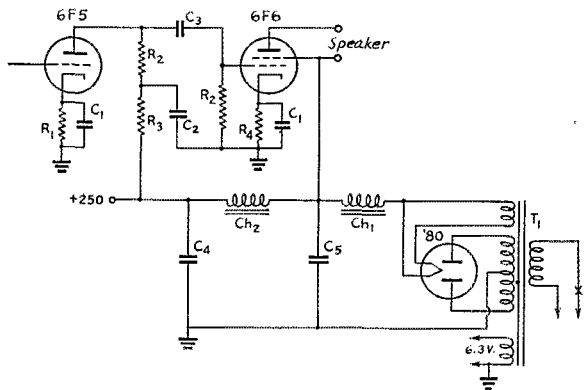 6F5
C3
6F6
Speaker
R2
C1
R1
R3
C2
R2
R4
C1
+250
Ch2
Ch1
T1
'80
C4
C5
6.3V.